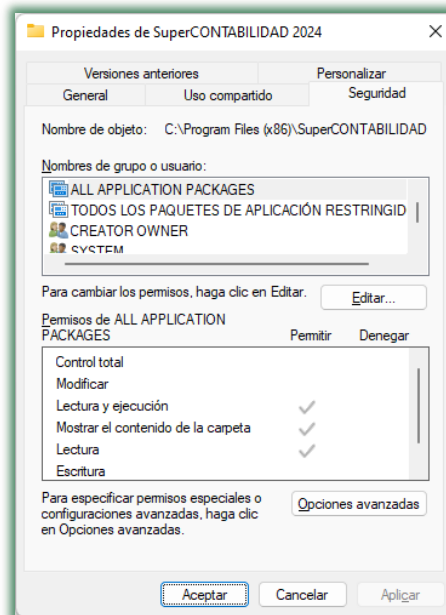 Propiedades de SuperCONTABILIDAD 2024
Versiones anteriores Personalizar
General Uso compartido Seguridad
Nombre de objeto: C:\Program Files (x86)\SuperCONTABILIDAD
Nombres de grupo o usuario:
ALL APPLICATION PACKAGES
TODOS LOS PAQUETES DE APLICACIÓN RESTRINGID
CREATOR OWNER
SYSTEM
Para cambiar los permisos, haga clic en Editar. Editar...
Permisos de ALL APPLICATION
PACKAGES Permitir Denegar
Control total
Modificar
Lectura y ejecución
Mostrar el contenido de la carpeta
Lectura
Escritura
Para especificar permisos especiales o
configuraciones avanzadas, haga clic
en Opciones avanzadas.
Opciones avanzadas
Aceptar Cancelar Aplicar